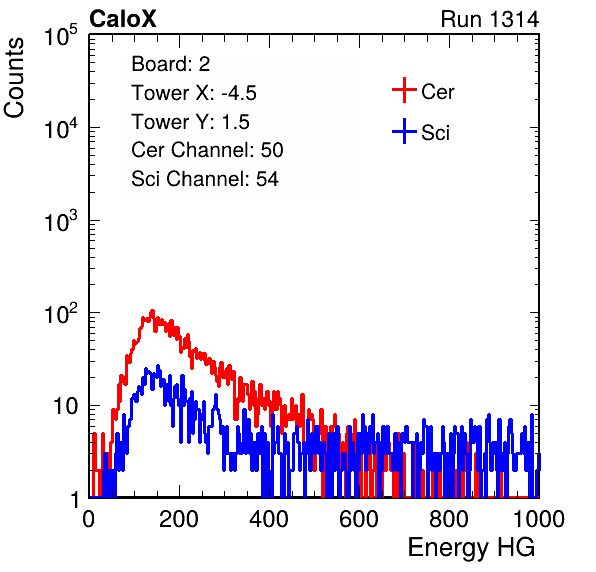 CaloX Run 1314
Counts
10^5
10^4
10^3
10^2
10
1
Board: 2
Tower X: -4.5
Tower Y: 1.5
Cer Channel: 50
Sci Channel: 54
Cer
Sci
0 200 400 600 800 1000
Energy HG